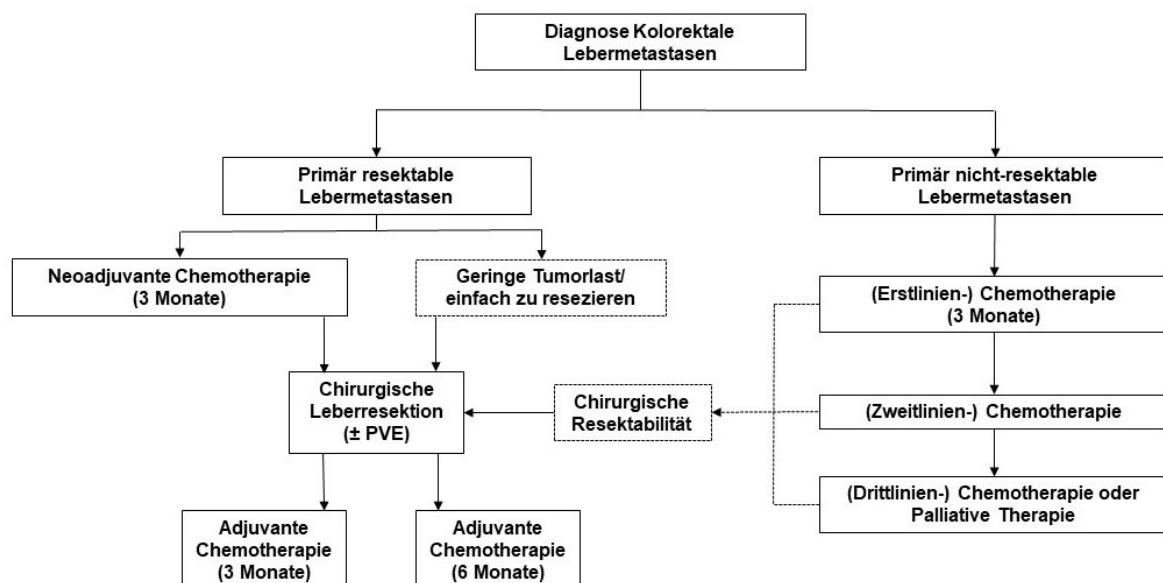 Diagnose Kolorektale
Lebermetastasen
Primär resektable
Lebermetastasen
Primär nicht-resektable
Lebermetastasen
Neoadjuvante Chemotherapie
(3 Monate)
Geringe Tumorlast/
einfach zu resezieren
(Erstlinien-) Chemotherapie
(3 Monate)
Chirurgische
Leberresektion
(± PVE)
Chirurgische
Resektabilität
(Zweitlinien-) Chemotherapie
(Drittlinien-) Chemotherapie oder
Palliative Therapie
Adjuvante
Chemotherapie
(3 Monate)
Adjuvante
Chemotherapie
(6 Monate)